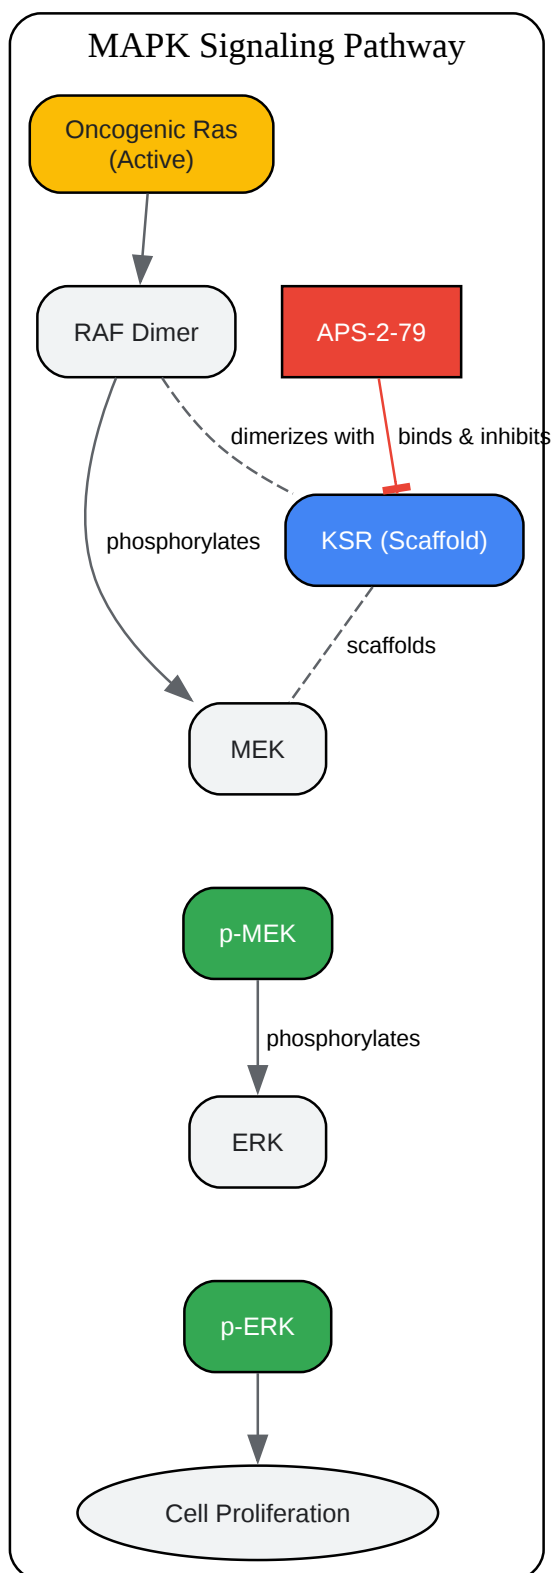 MAPK Signaling Pathway
Oncogenic Ras
(Active)
RAF Dimer
APS-2-79
dimerizes with
binds & inhibits
phosphorylates
KSR (Scaffold)
scaffolds
MEK
p-MEK
phosphorylates
ERK
p-ERK
Cell Proliferation